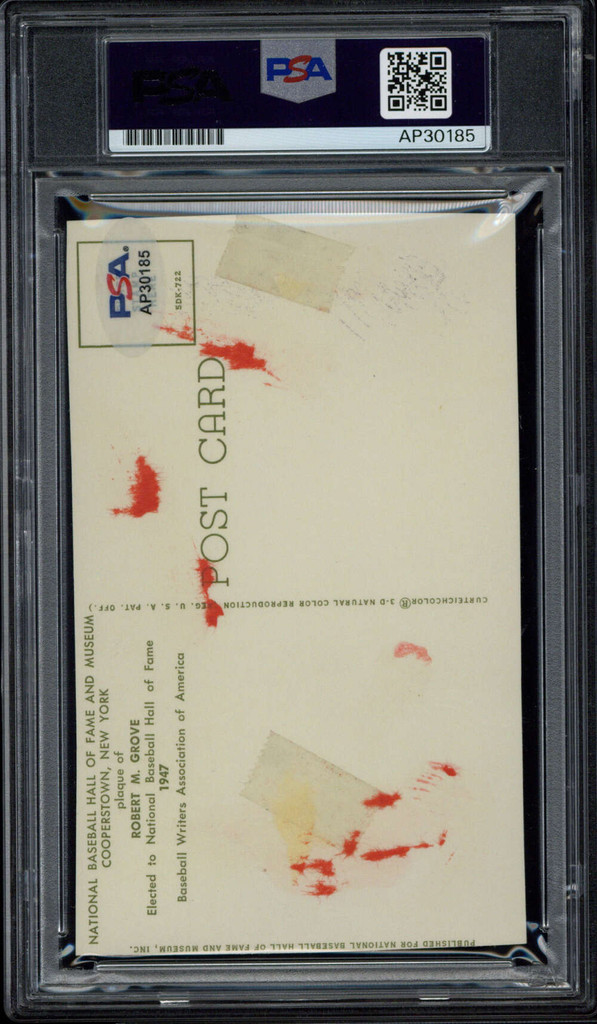 PSA
PSA
AP30185
PSA
AP30185
5DK-722
POST CARD
CURTEICHCOLOR® 3-D NATURAL COLOR REPRODUCTION REG. U. S. A. PAT. OFF.)
NATIONAL BASEBALL HALL OF FAME AND MUSEUM
COOPERSTOWN, NEW YORK
plaque of
ROBERT M. GROVE
Elected to National Baseball Hall of Fame
1947
Baseball Writers Association of America
PUBLISHED FOR NATIONAL BASEBALL HALL OF FAME AND MUSEUM, INC.